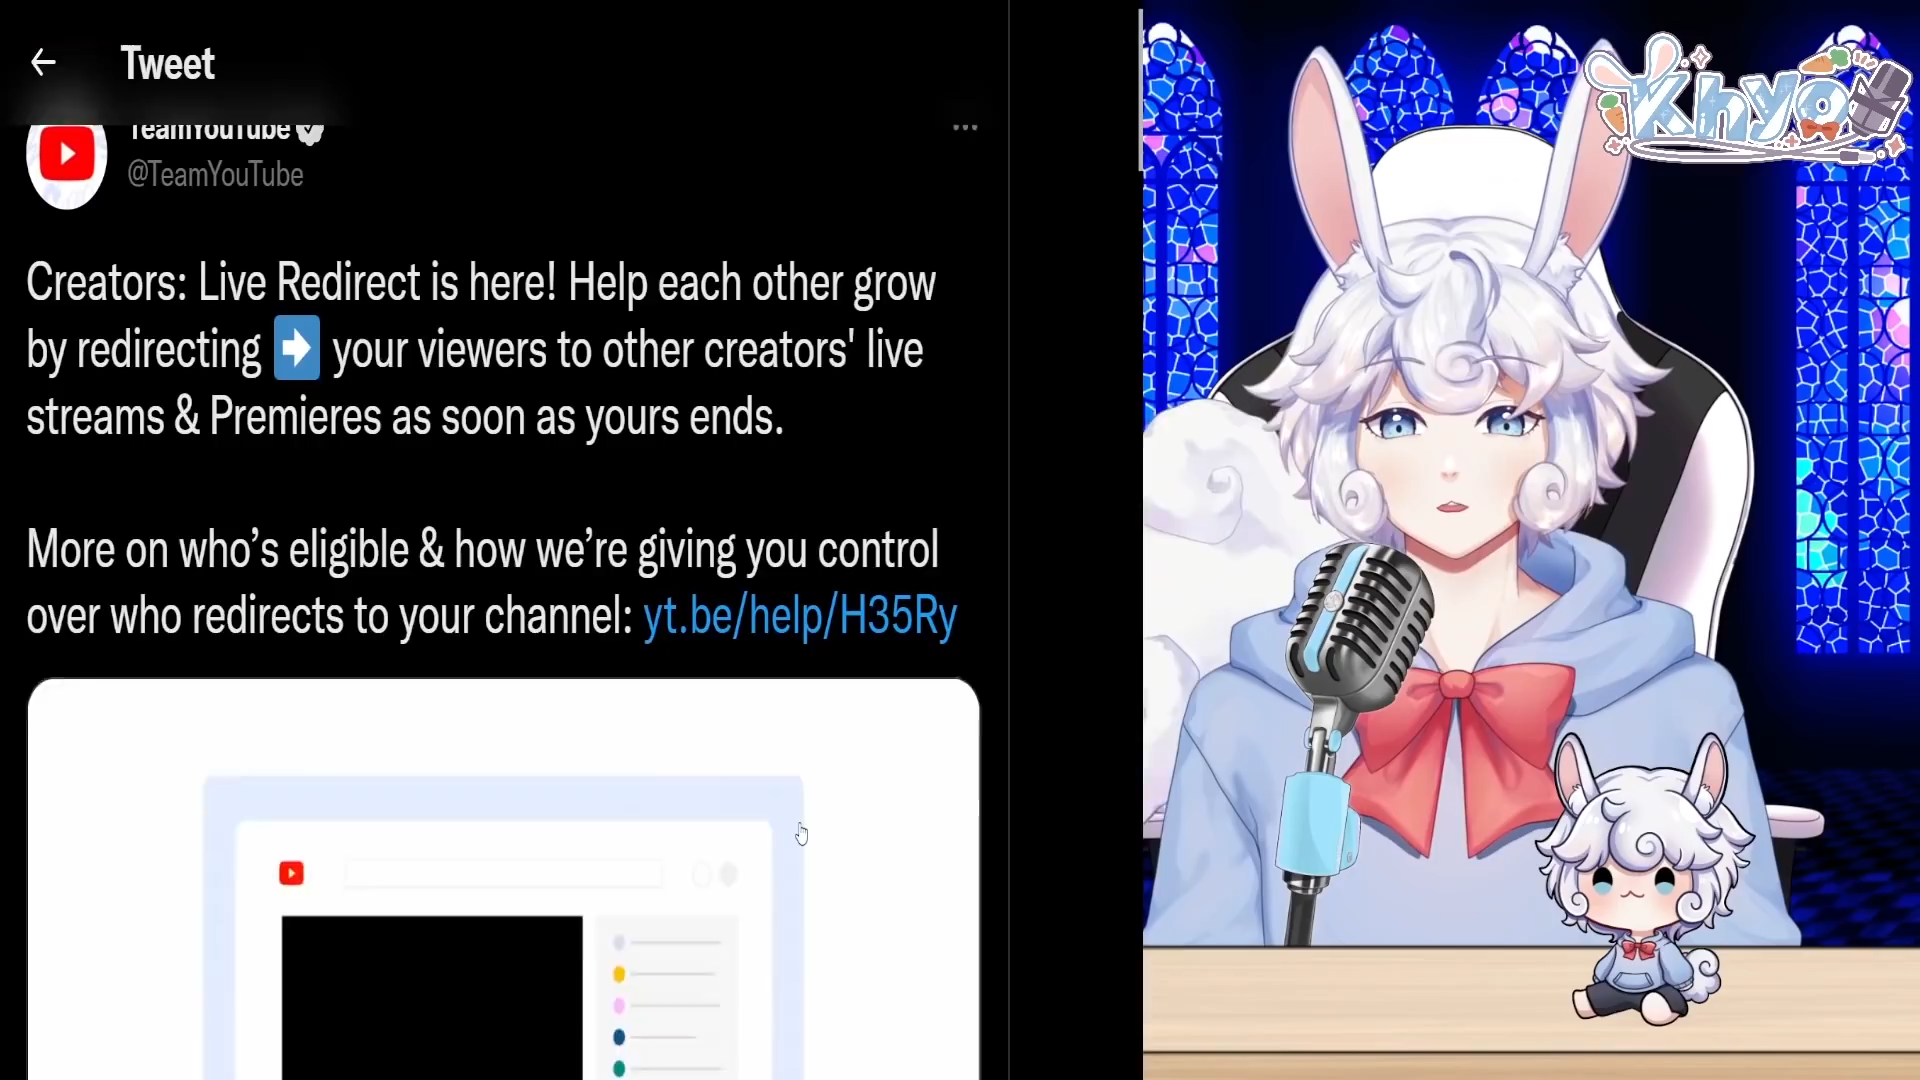 Tweet
TeamYouTube
@TeamYouTube
Creators: Live Redirect is here! Help each other grow
by redirecting ➡ your viewers to other creators' live
streams & Premieres as soon as yours ends.
More on who’s eligible & how we’re giving you control
over who redirects to your channel: yt.be/help/H35Ry
Khyo